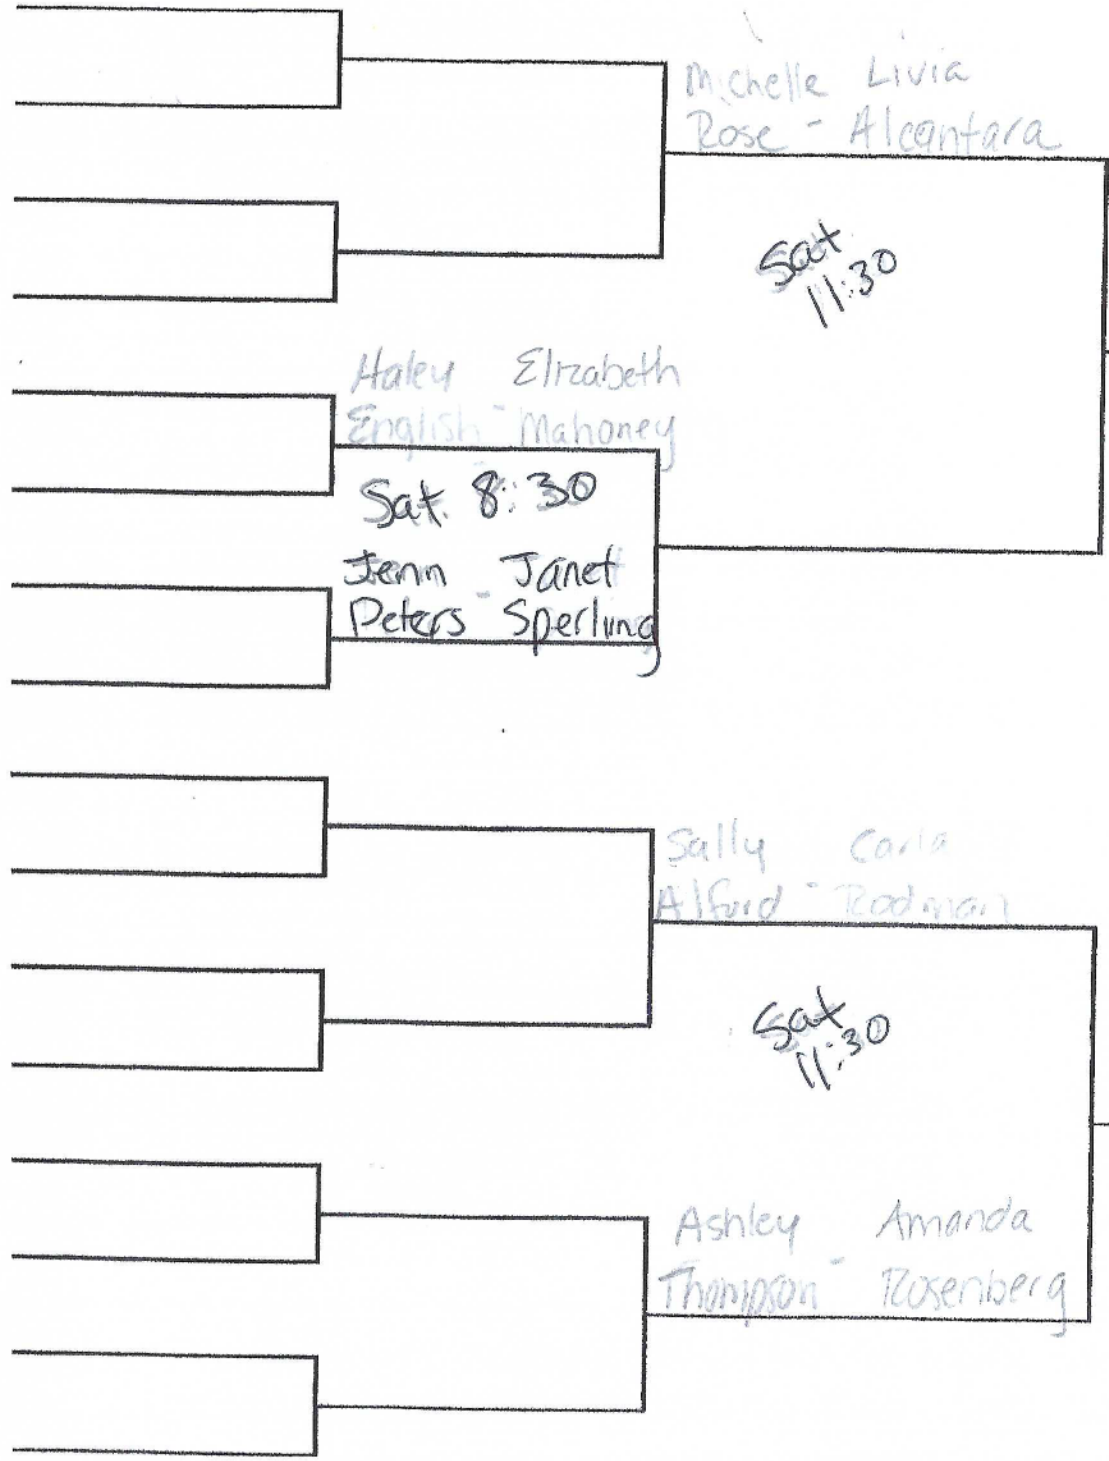 Michelle Livia
Rose - Alcantara
Sat
11:30
Haley Elizabeth
English - Mahoney
Sat. 8:30
Jenn Janet
Peters - Sperling
Sally Carla
Alford - Rodman
Sat
11:30
Ashley Amanda
Thompson - Rosenberg